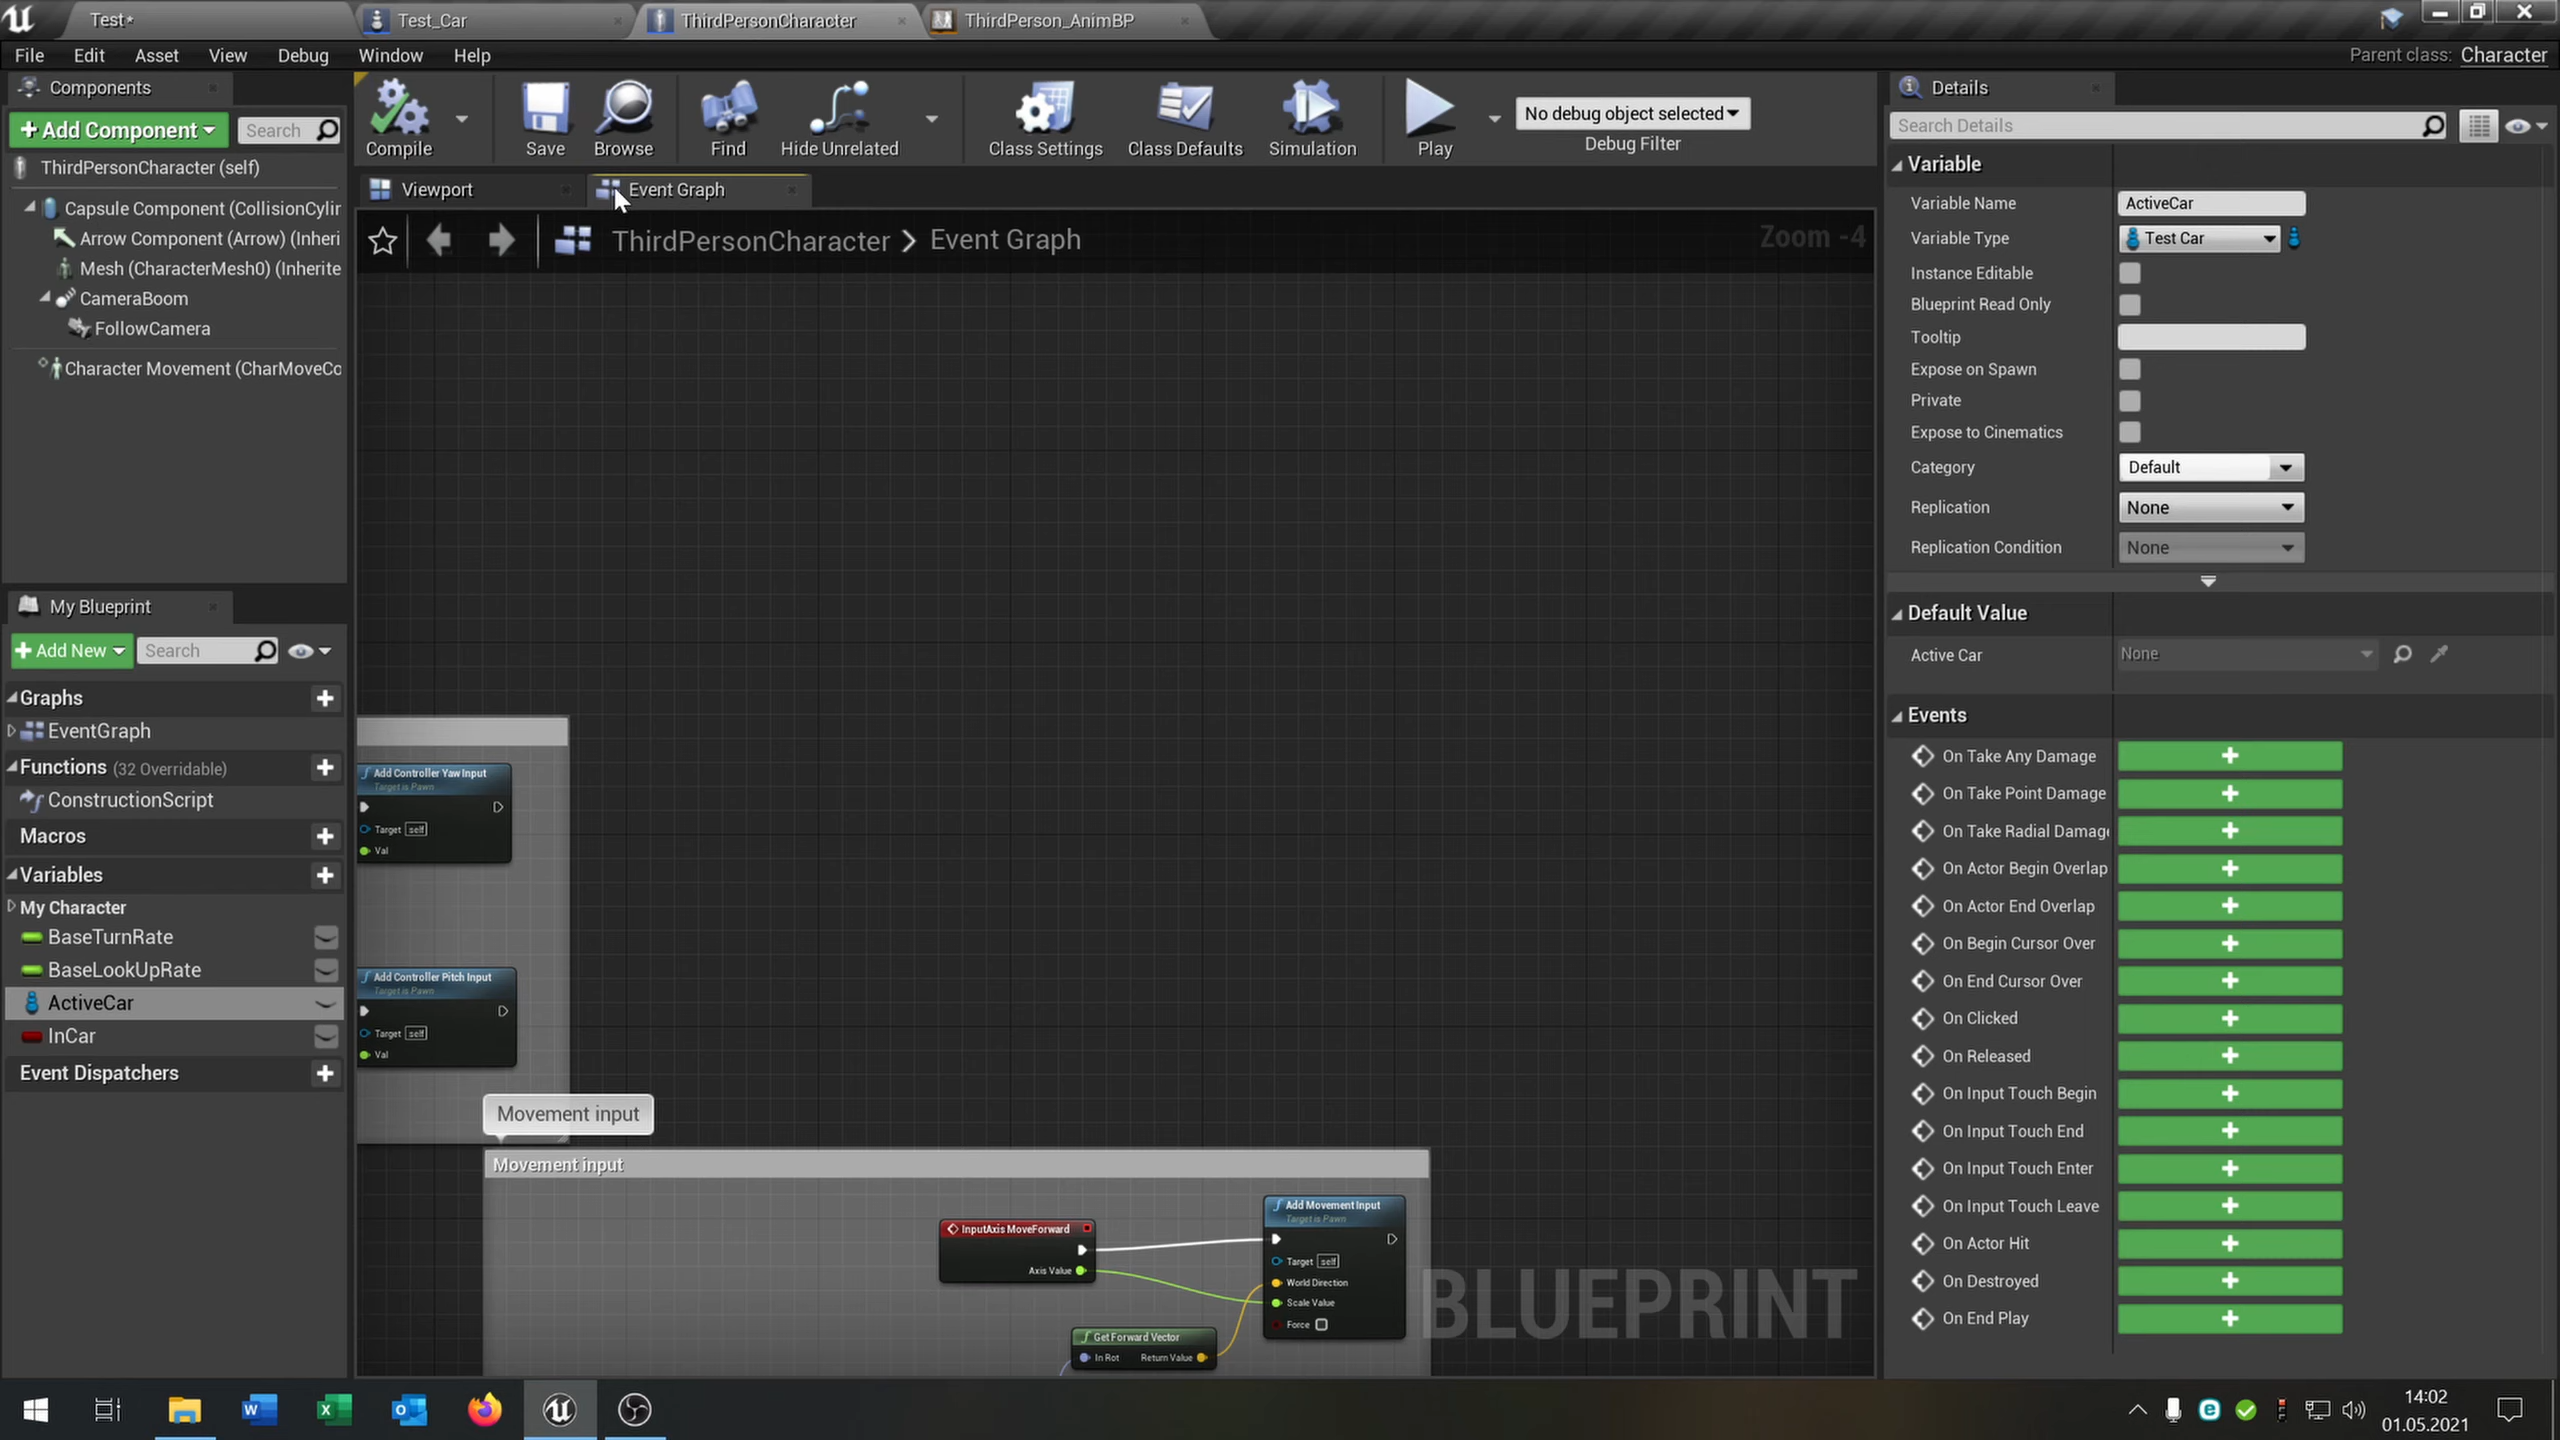 Test*
Test_Car
ThirdPersonCharacter
ThirdPerson_AnimBP
File
Edit
Asset
View
Debug
Window
Help
Parent class: Character
Components
Add Component
Search
ThirdPersonCharacter (self)
Capsule Component (CollisionCylin
Arrow Component (Arrow) (Inheri
Mesh (CharacterMesh0) (Inherite
CameraBoom
FollowCamera
Character Movement (CharMoveCo
Compile
Save
Browse
Find
Hide Unrelated
Class Settings
Class Defaults
Simulation
Play
No debug object selected
Debug Filter
Viewport
Event Graph
ThirdPersonCharacter > Event Graph
Zoom -4
My Blueprint
Add New
Search
Graphs
EventGraph
Functions (32 Overridable)
ConstructionScript
Macros
Variables
My Character
BaseTurnRate
BaseLookUpRate
ActiveCar
InCar
Event Dispatchers
Add Controller Yaw Input
Target is Pawn
Target self
Val
Add Controller Pitch Input
Target is Pawn
Target self
Val
Movement input
Movement input
InputAxis MoveForward
Axis Value
Add Movement Input
Target is Pawn
Target self
World Direction
Scale Value
Force
Get Forward Vector
In Rot
Return Value
BLUEPRINT
Details
Search Details
Variable
Variable Name
ActiveCar
Variable Type
Test Car
Instance Editable
Blueprint Read Only
Tooltip
Expose on Spawn
Private
Expose to Cinematics
Category
Default
Replication
None
Replication Condition
None
Default Value
Active Car
None
Events
On Take Any Damage
On Take Point Damage
On Take Radial Damage
On Actor Begin Overlap
On Actor End Overlap
On Begin Cursor Over
On End Cursor Over
On Clicked
On Released
On Input Touch Begin
On Input Touch End
On Input Touch Enter
On Input Touch Leave
On Actor Hit
On Destroyed
On End Play
14:02
01.05.2021